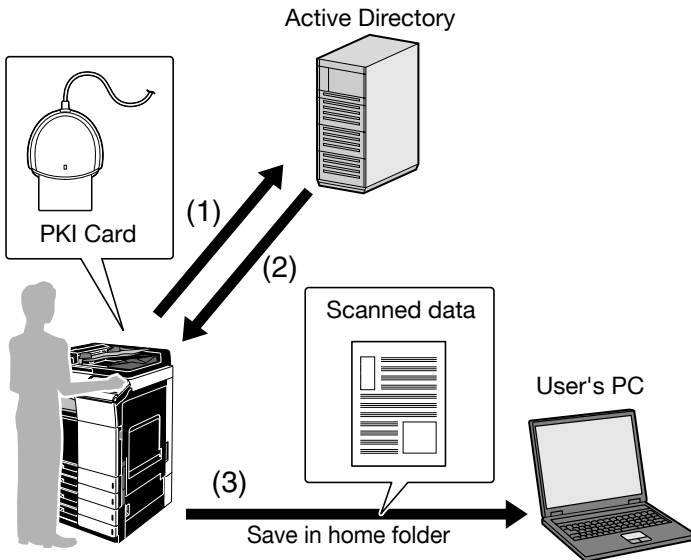 Active Directory
PKI Card
(1)
(2)
Scanned data
User's PC
(3)
Save in home folder